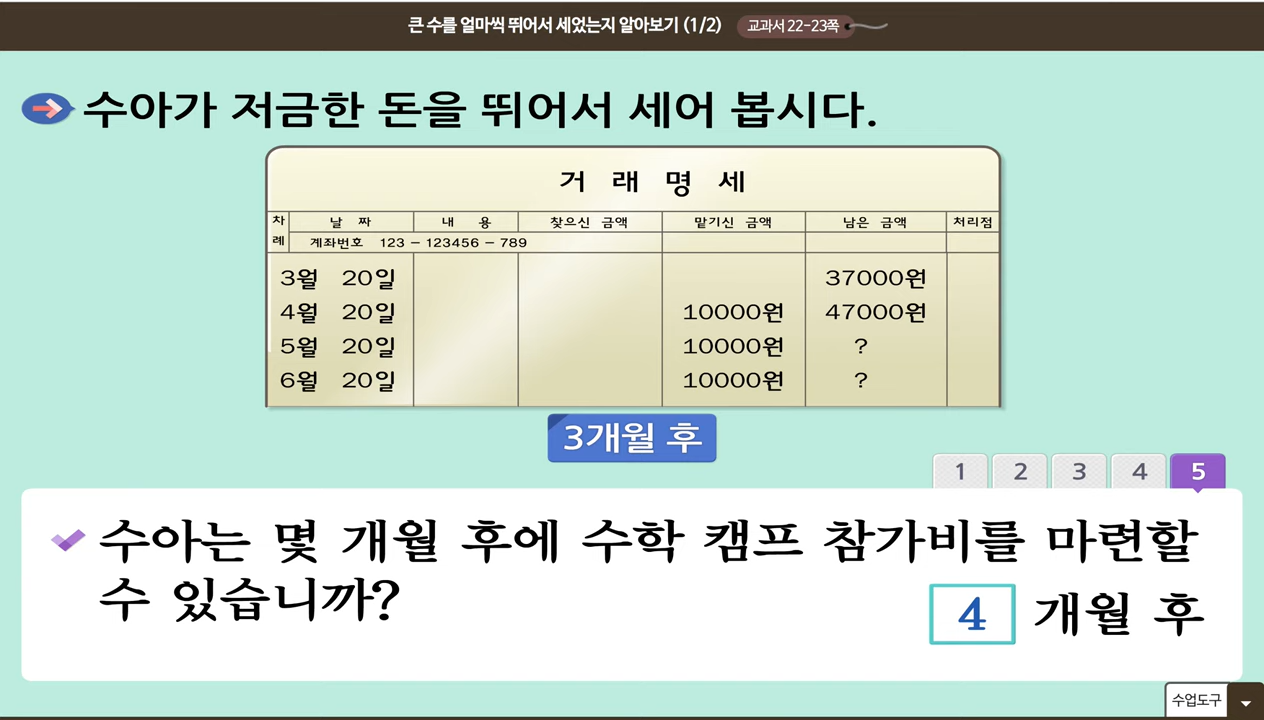 큰 수를 얼마씩 뛰어서 세었는지 알아보기 (1/2) 교과서 22-23쪽
수아가 저금한 돈을 뛰어서 세어 봅시다.
거 래 명 세
차례 날 짜 내 용 찾으신 금액 맡기신 금액 남은 금액 처리점
계좌번호 123 - 123456 - 789
3월 20일 37000원
4월 20일 10000원 47000원
5월 20일 10000원 ?
6월 20일 10000원 ?
3개월 후
1 2 3 4 5
수아는 몇 개월 후에 수학 캠프 참가비를 마련할
수 있습니까?
4 개월 후
수업도구